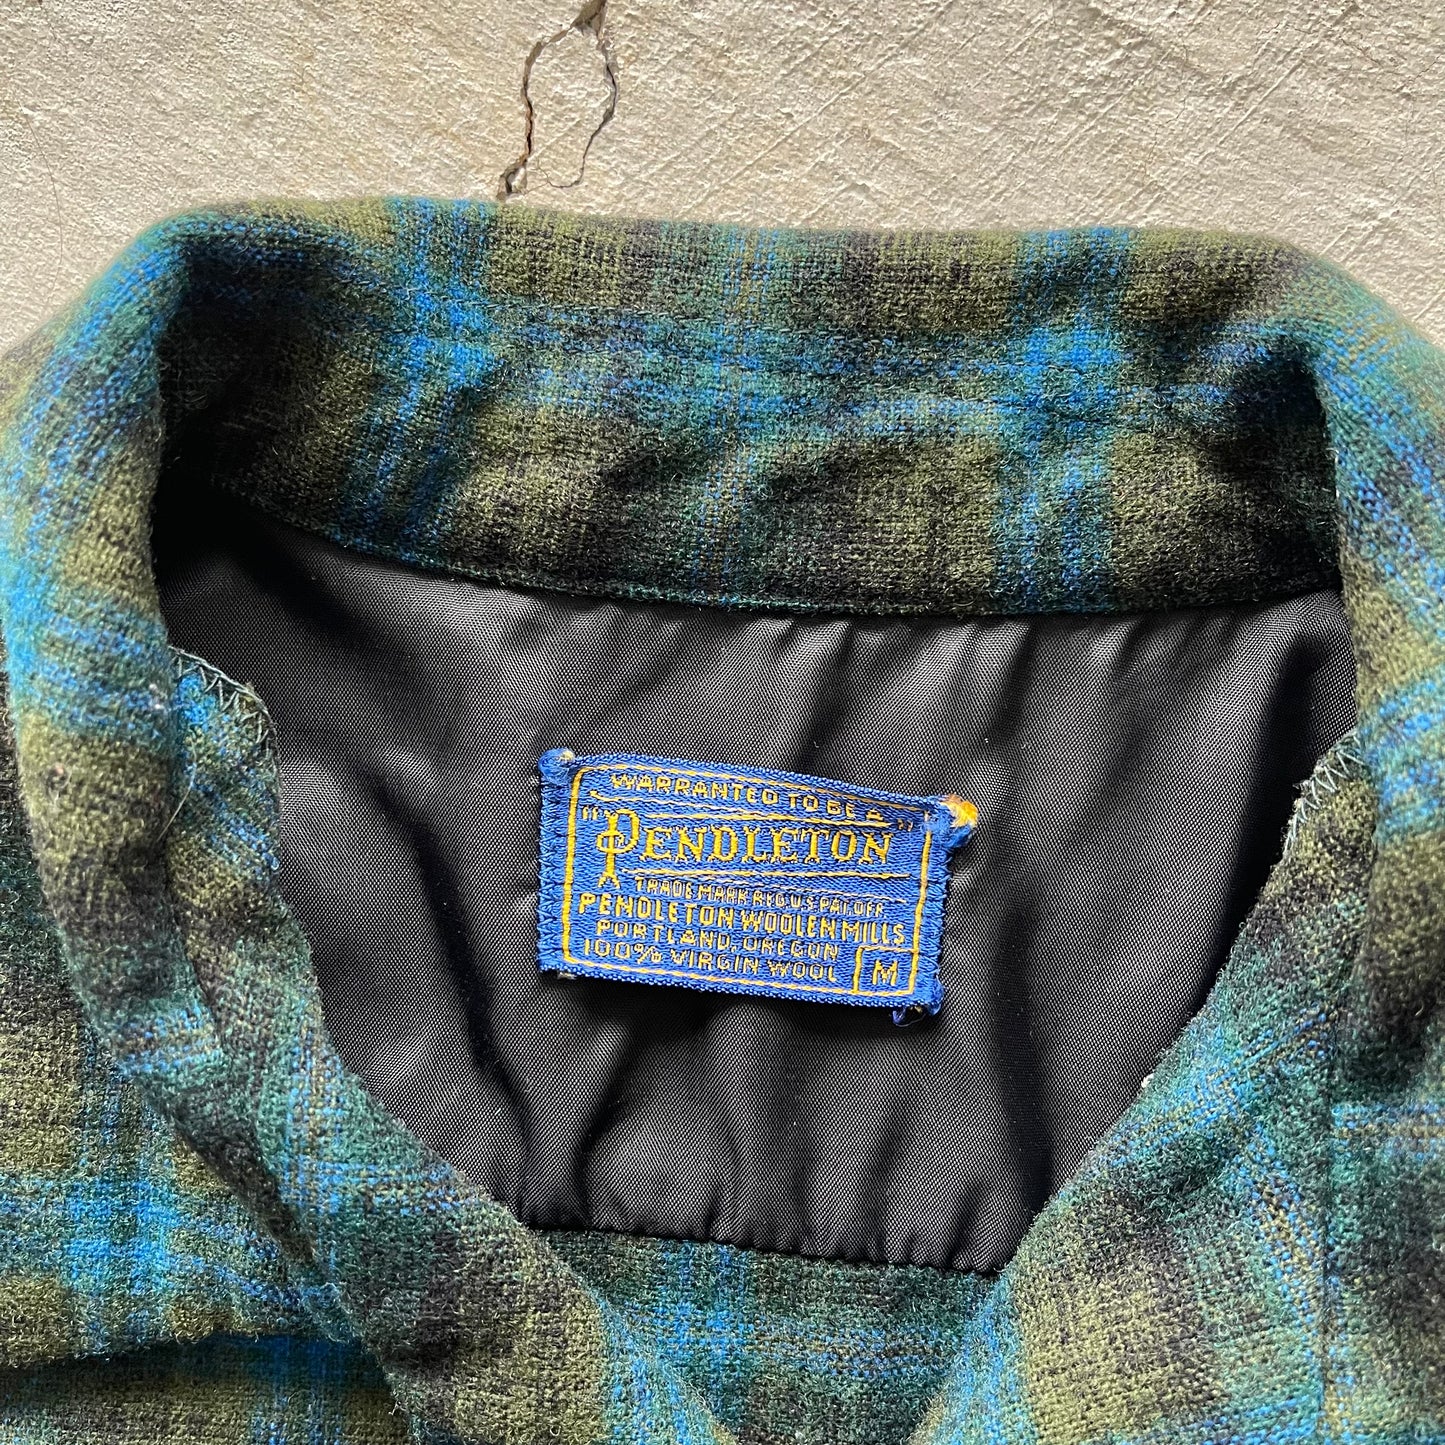 WARRANTED TO BE A
"PENDLETON"
TRADE MARK REG U.S. PAT. OFF.
PENDLETON WOOLEN MILLS
PORTLAND, OREGON
100% VIRGIN WOOL
M